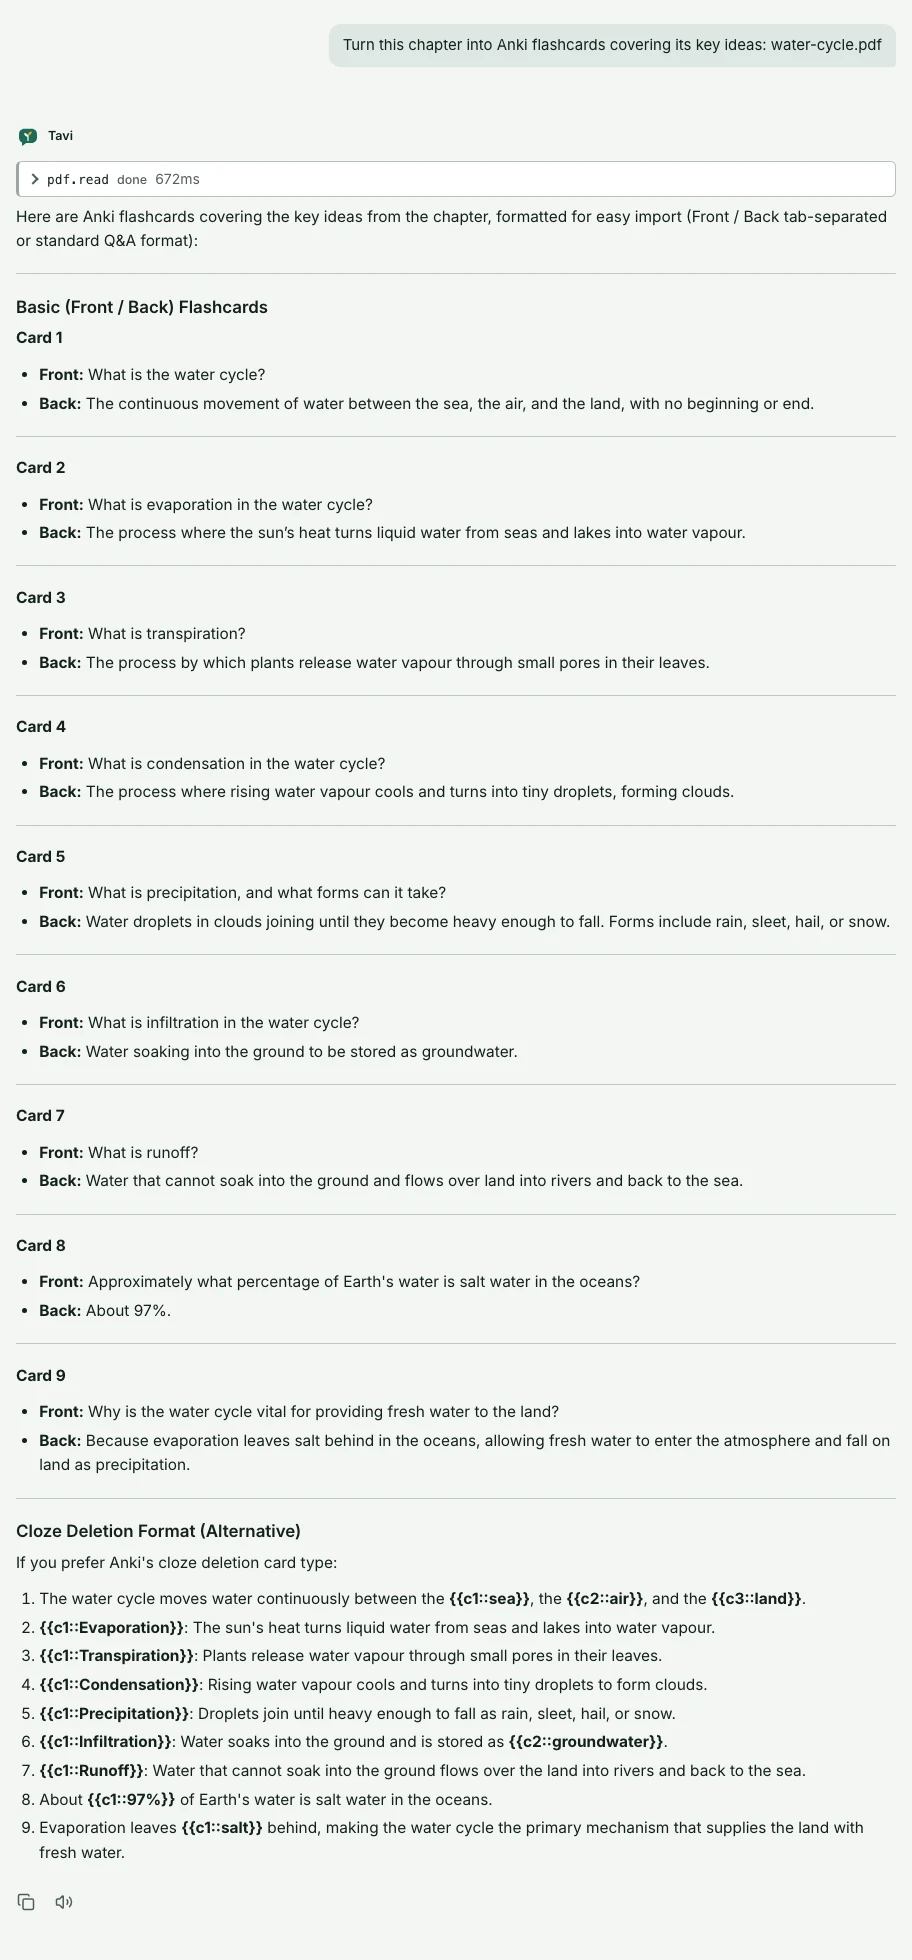 Turn this chapter into Anki flashcards covering its key ideas: water-cycle.pdf
Tavi
pdf.read done 672ms
Here are Anki flashcards covering the key ideas from the chapter, formatted for easy import (Front / Back tab-separated
or standard Q&A format):
Basic (Front / Back) Flashcards
Card 1
• Front: What is the water cycle?
• Back: The continuous movement of water between the sea, the air, and the land, with no beginning or end.
Card 2
• Front: What is evaporation in the water cycle?
• Back: The process where the sun’s heat turns liquid water from seas and lakes into water vapour.
Card 3
• Front: What is transpiration?
• Back: The process by which plants release water vapour through small pores in their leaves.
Card 4
• Front: What is condensation in the water cycle?
• Back: The process where rising water vapour cools and turns into tiny droplets, forming clouds.
Card 5
• Front: What is precipitation, and what forms can it take?
• Back: Water droplets in clouds joining until they become heavy enough to fall. Forms include rain, sleet, hail, or snow.
Card 6
• Front: What is infiltration in the water cycle?
• Back: Water soaking into the ground to be stored as groundwater.
Card 7
• Front: What is runoff?
• Back: Water that cannot soak into the ground and flows over land into rivers and back to the sea.
Card 8
• Front: Approximately what percentage of Earth's water is salt water in the oceans?
• Back: About 97%.
Card 9
• Front: Why is the water cycle vital for providing fresh water to the land?
• Back: Because evaporation leaves salt behind in the oceans, allowing fresh water to enter the atmosphere and fall on
land as precipitation.
Cloze Deletion Format (Alternative)
If you prefer Anki's cloze deletion card type:
1. The water cycle moves water continuously between the {{c1::sea}}, the {{c2::air}}, and the {{c3::land}}.
2. {{c1::Evaporation}}: The sun's heat turns liquid water from seas and lakes into water vapour.
3. {{c1::Transpiration}}: Plants release water vapour through small pores in their leaves.
4. {{c1::Condensation}}: Rising water vapour cools and turns into tiny droplets to form clouds.
5. {{c1::Precipitation}}: Droplets join until heavy enough to fall as rain, sleet, hail, or snow.
6. {{c1::Infiltration}}: Water soaks into the ground and is stored as {{c2::groundwater}}.
7. {{c1::Runoff}}: Water that cannot soak into the ground flows over the land into rivers and back to the sea.
8. About {{c1::97%}} of Earth's water is salt water in the oceans.
9. Evaporation leaves {{c1::salt}} behind, making the water cycle the primary mechanism that supplies the land with
fresh water.